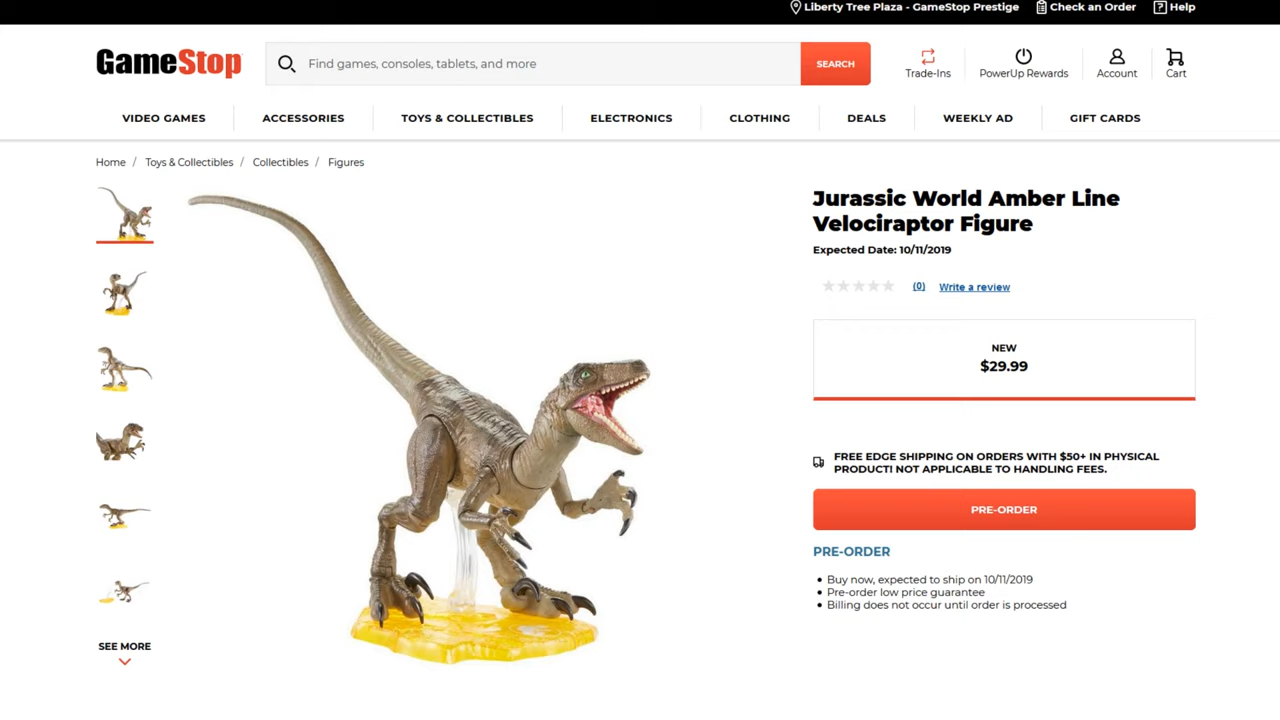 Liberty Tree Plaza - GameStop Prestige
Check an Order
Help
GameStop
Find games, consoles, tablets, and more
SEARCH
Trade-Ins
PowerUp Rewards
Account
Cart
VIDEO GAMES
ACCESSORIES
TOYS & COLLECTIBLES
ELECTRONICS
CLOTHING
DEALS
WEEKLY AD
GIFT CARDS
Home / Toys & Collectibles / Collectibles / Figures
Jurassic World Amber Line
Velociraptor Figure
Expected Date: 10/11/2019
(0) Write a review
NEW
$29.99
FREE EDGE SHIPPING ON ORDERS WITH $50+ IN PHYSICAL
PRODUCT! NOT APPLICABLE TO HANDLING FEES.
PRE-ORDER
PRE-ORDER
• Buy now, expected to ship on 10/11/2019
• Pre-order low price guarantee
• Billing does not occur until order is processed
SEE MORE